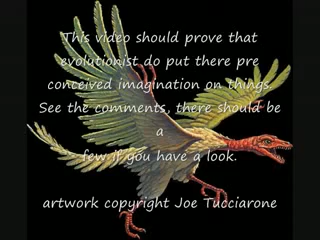 This video should prove that
evolutionist do put there pre
conceived imagination on things.
See the comments, there should be
a
few if you have a look.
artwork copyright Joe Tucciarone